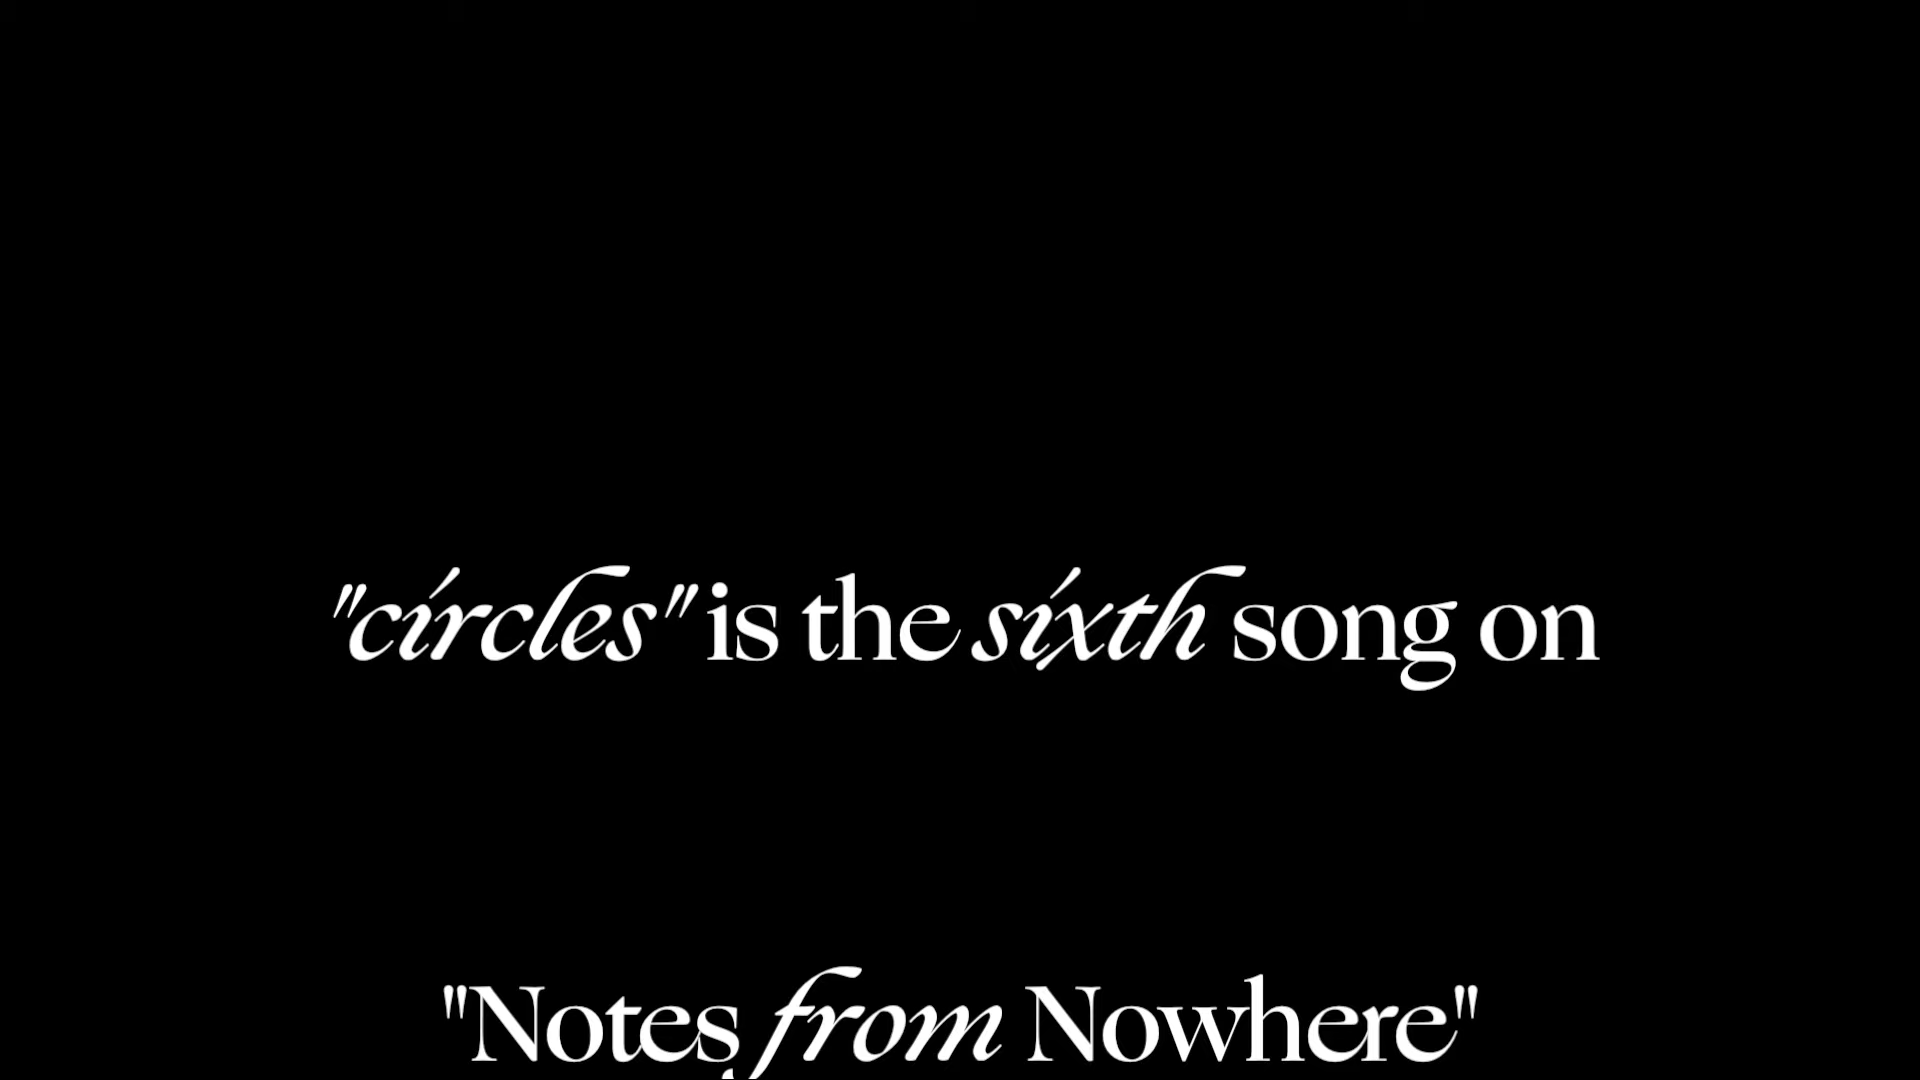 "circles" is the sixth song on
"Notes from Nowhere"